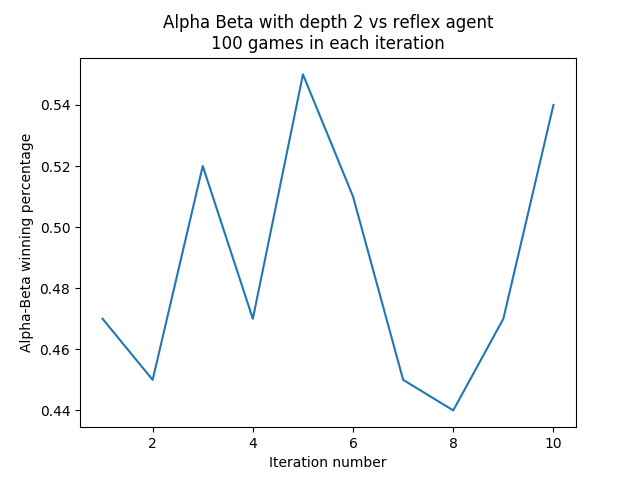 Alpha Beta with depth 2 vs reflex agent
100 games in each iteration
Alpha-Beta winning percentage
0.54
0.52
0.50
0.48
0.46
0.44
2
4
6
8
10
Iteration number